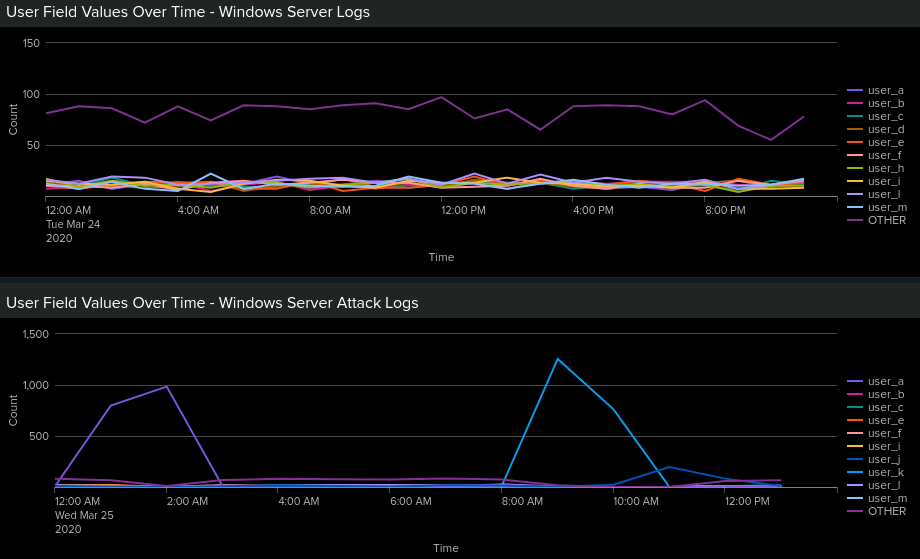 User Field Values Over Time - Windows Server Logs
150
100
50
Count
12:00 AM
Tue Mar 24
2020
4:00 AM
8:00 AM
12:00 PM
4:00 PM
8:00 PM
Time
user_a
user_b
user_c
user_d
user_e
user_f
user_h
user_i
user_l
user_m
OTHER
User Field Values Over Time - Windows Server Attack Logs
1,500
1,000
500
Count
12:00 AM
Wed Mar 25
2020
2:00 AM
4:00 AM
6:00 AM
8:00 AM
10:00 AM
12:00 PM
Time
user_a
user_b
user_c
user_e
user_f
user_i
user_j
user_k
user_l
user_m
OTHER